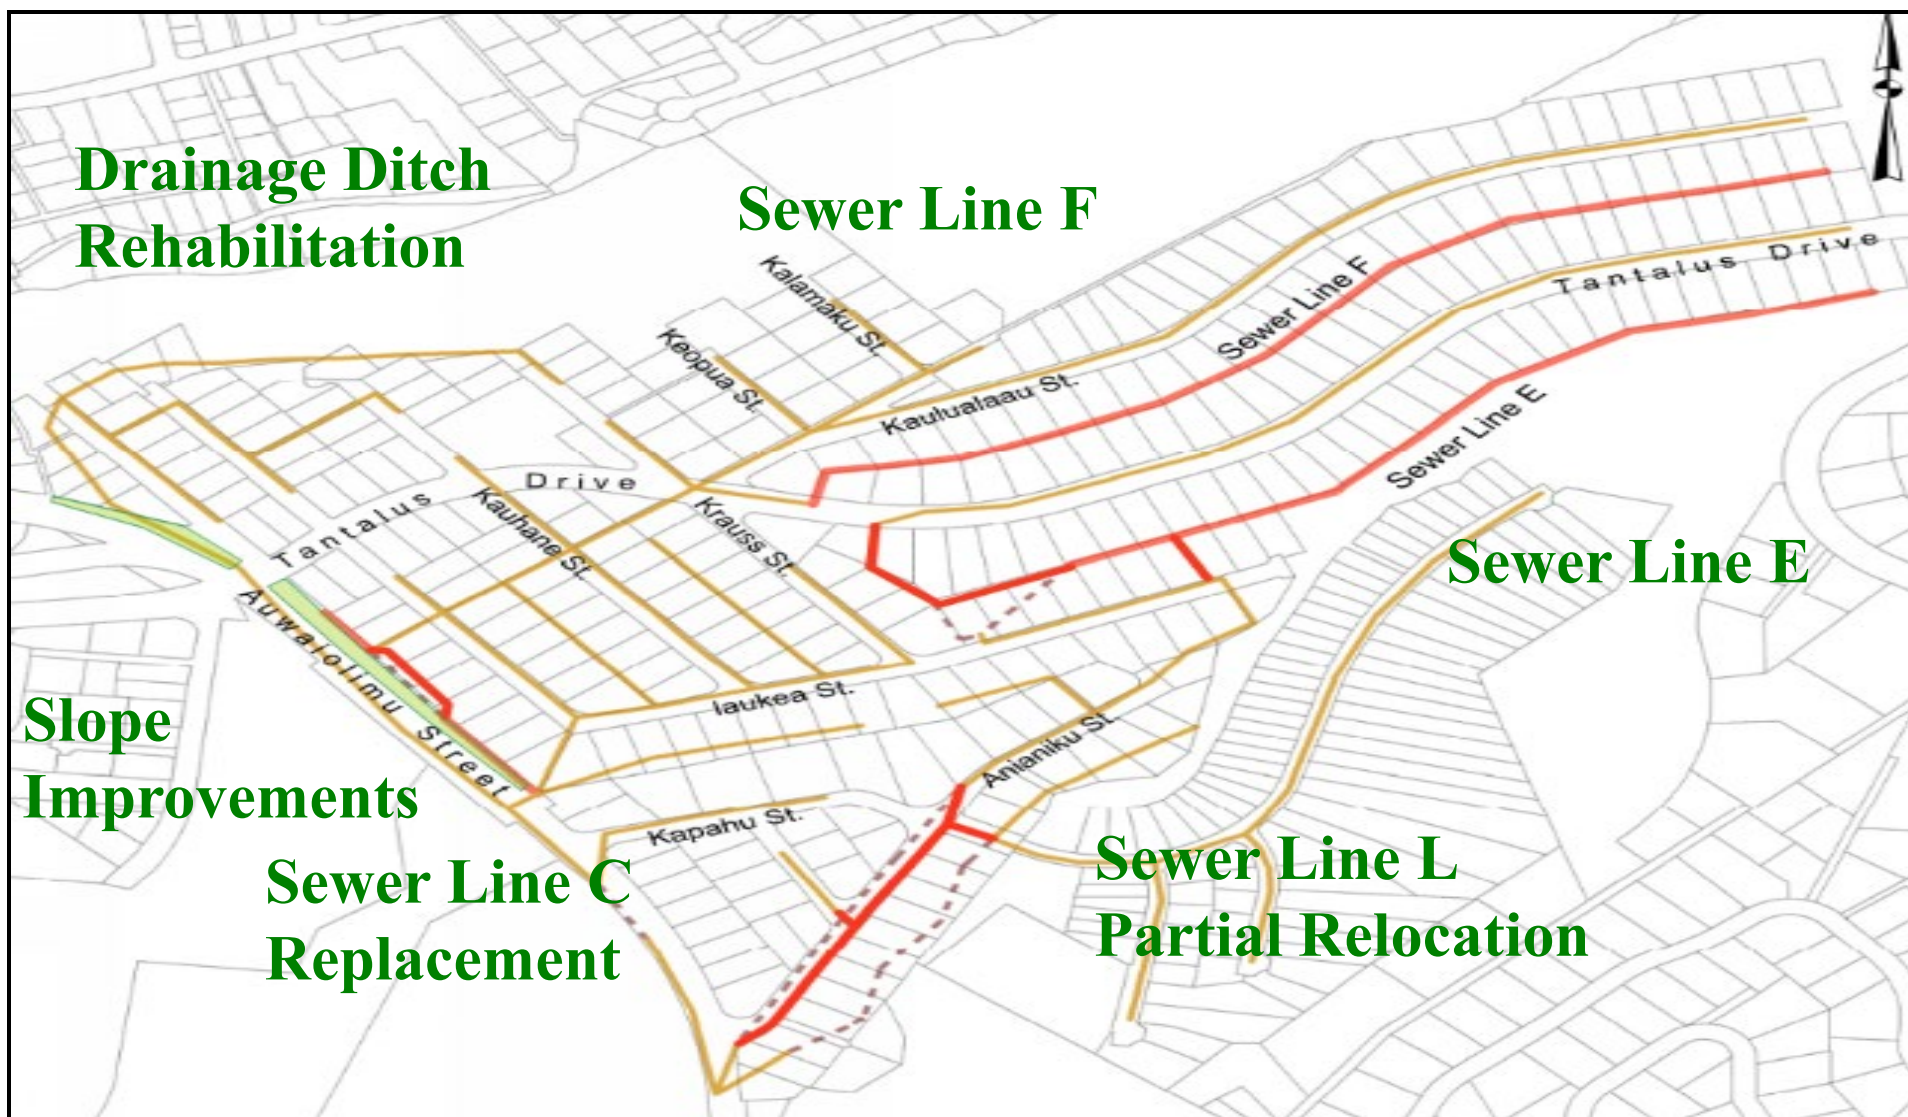 Drainage Ditch
Rehabilitation
Sewer Line F
Kalamaku St.
Keopua St.
Sewer Line F
Tantalus Drive
Kaulualaau St.
Sewer Line E
Tantalus Drive
Kauhane St.
Krauss St.
Sewer Line E
Auwaiolimu Street
Iaukea St.
Slope
Improvements
Anianiku St.
Kapahu St.
Sewer Line C
Replacement
Sewer Line L
Partial Relocation